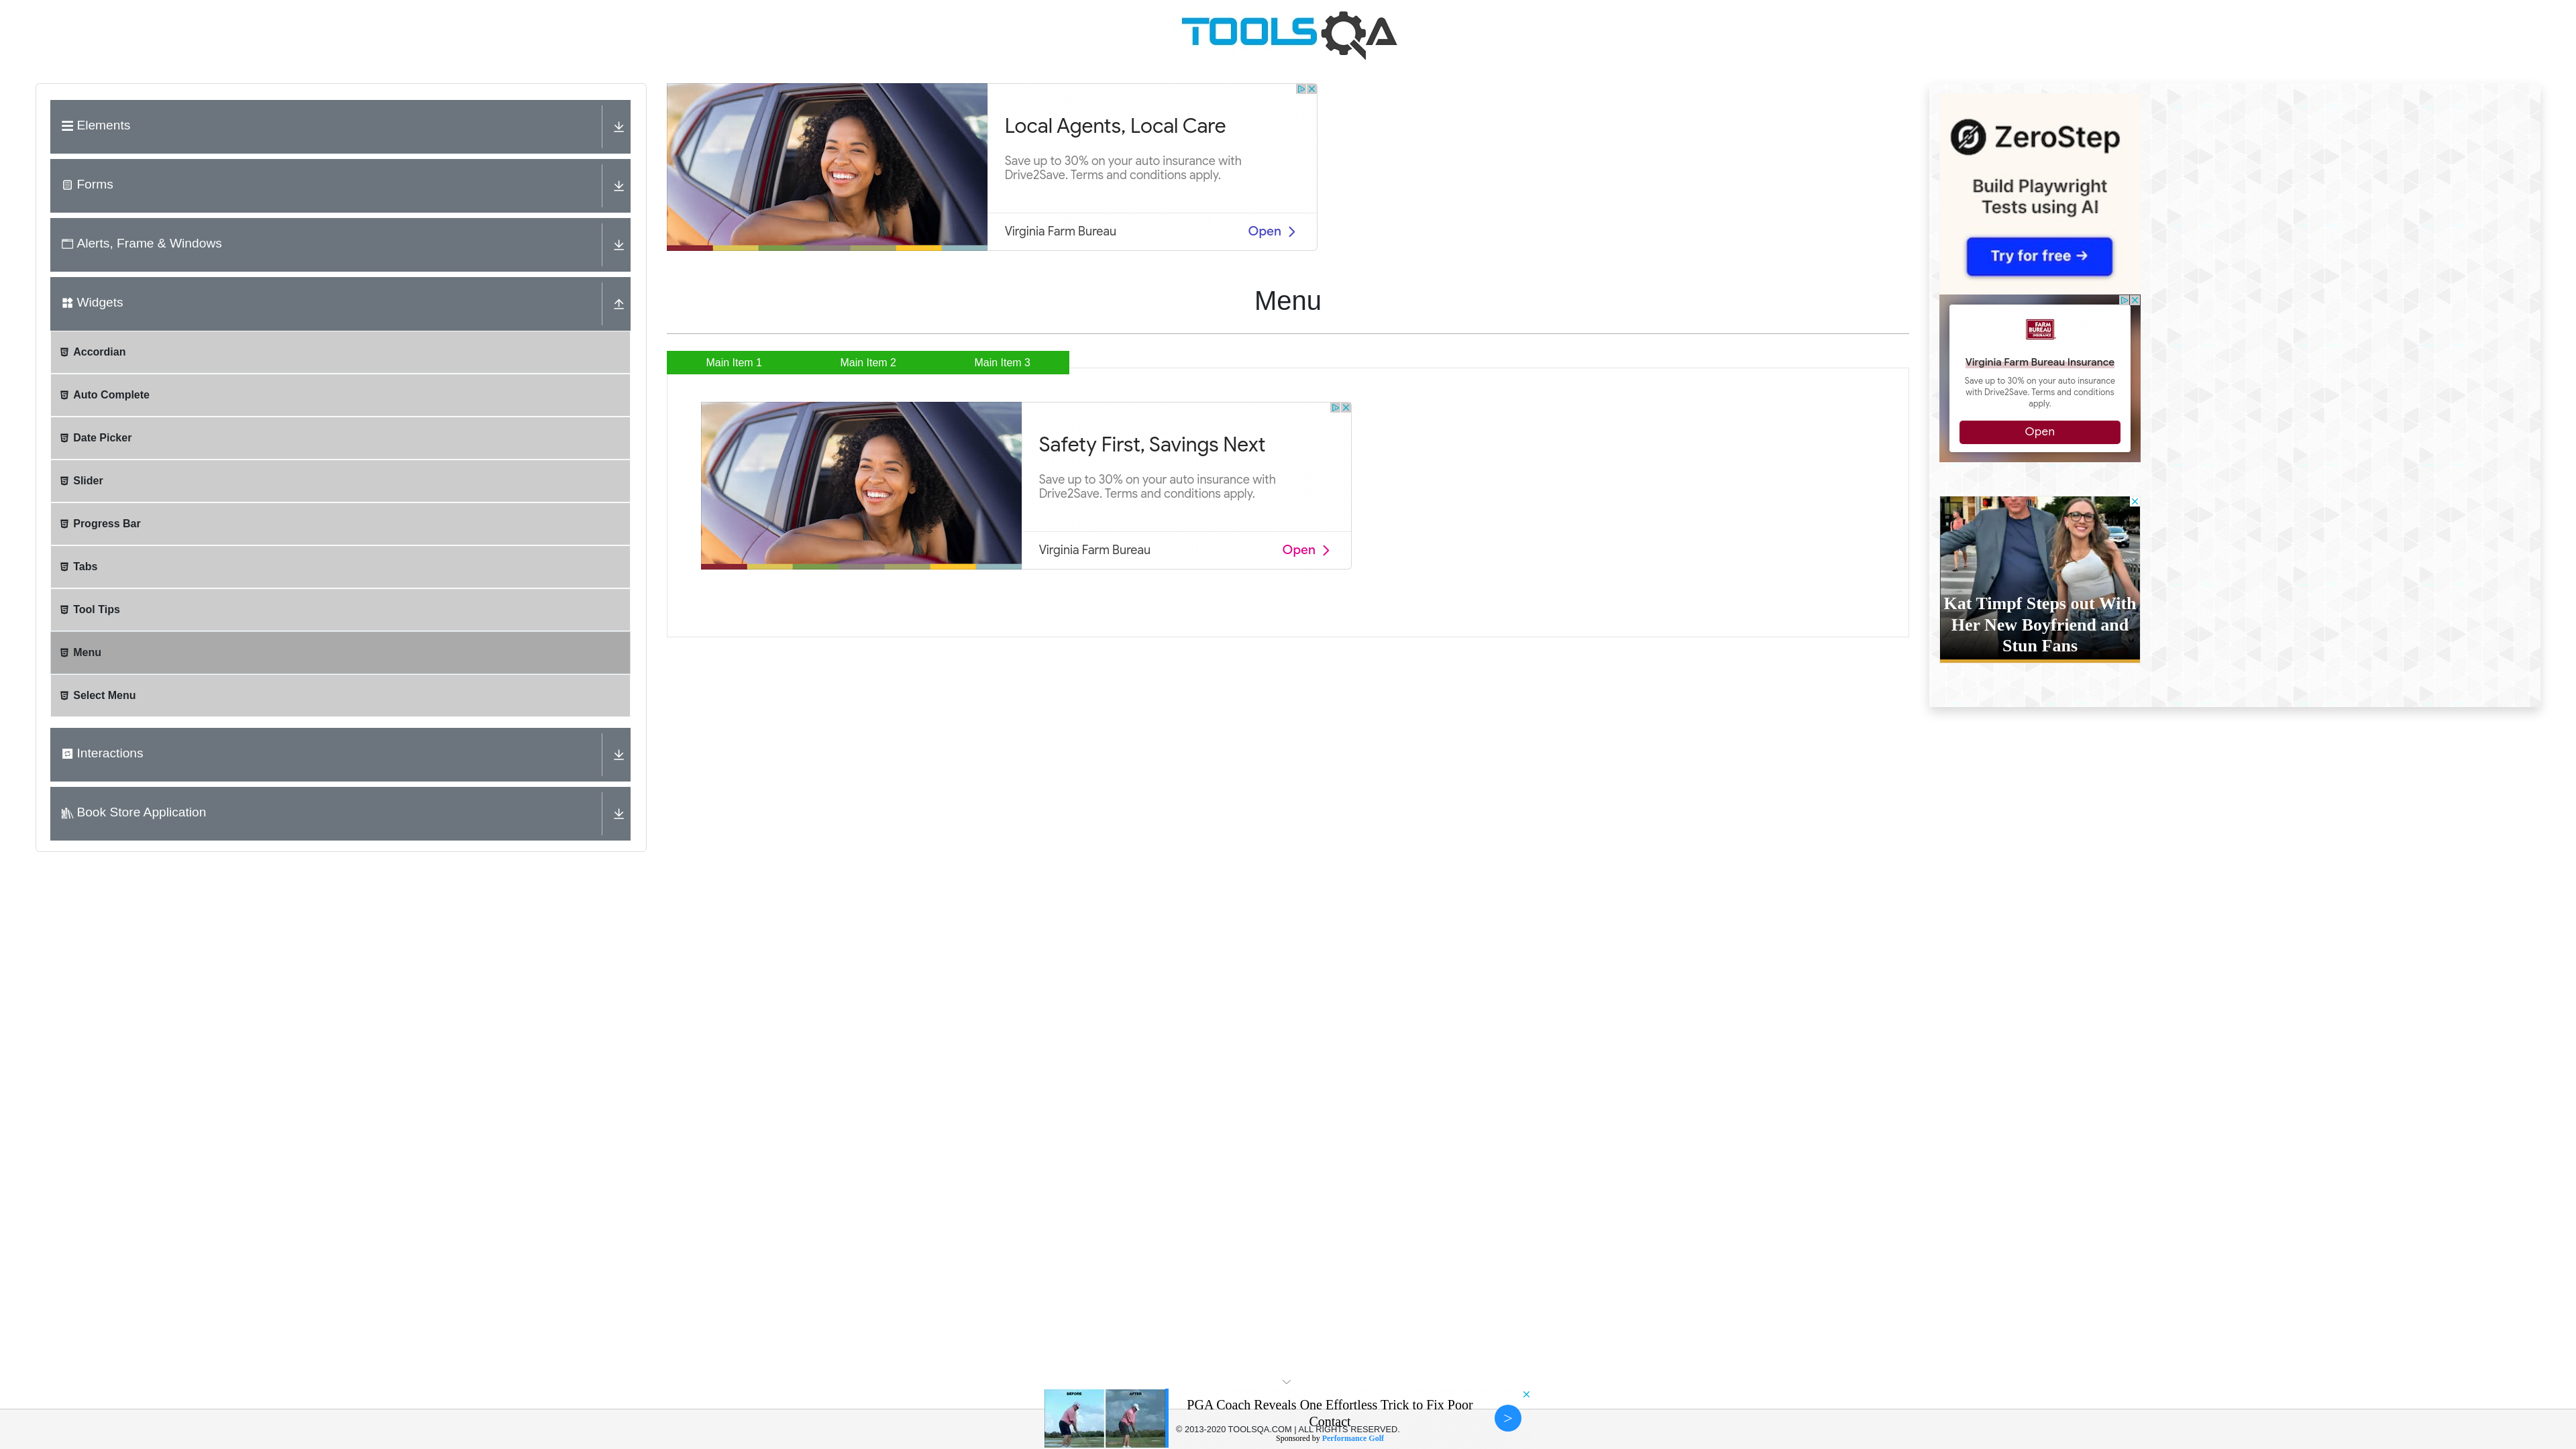 TOOLSQA
Elements
Forms
Alerts, Frame & Windows
Widgets
Accordian
Auto Complete
Date Picker
Slider
Progress Bar
Tabs
Tool Tips
Menu
Select Menu
Interactions
Book Store Application
Local Agents, Local Care
Save up to 30% on your auto insurance with
Drive2Save. Terms and conditions apply.
Virginia Farm Bureau
Open
Menu
Main Item 1
Main Item 2
Main Item 3
Safety First, Savings Next
Save up to 30% on your auto insurance with
Drive2Save. Terms and conditions apply.
Virginia Farm Bureau
Open
ZeroStep
Build Playwright
Tests using AI
Try for free →
FARM
BUREAU
INSURANCE
Virginia Farm Bureau Insurance
Save up to 30% on your auto insurance
with Drive2Save. Terms and conditions
apply.
Open
Kat Timpf Steps out With
Her New Boyfriend and
Stun Fans
BEFORE
AFTER
PGA Coach Reveals One Effortless Trick to Fix Poor
Contact
>
© 2013-2020 TOOLSQA.COM | ALL RIGHTS RESERVED.
Sponsored by Performance Golf